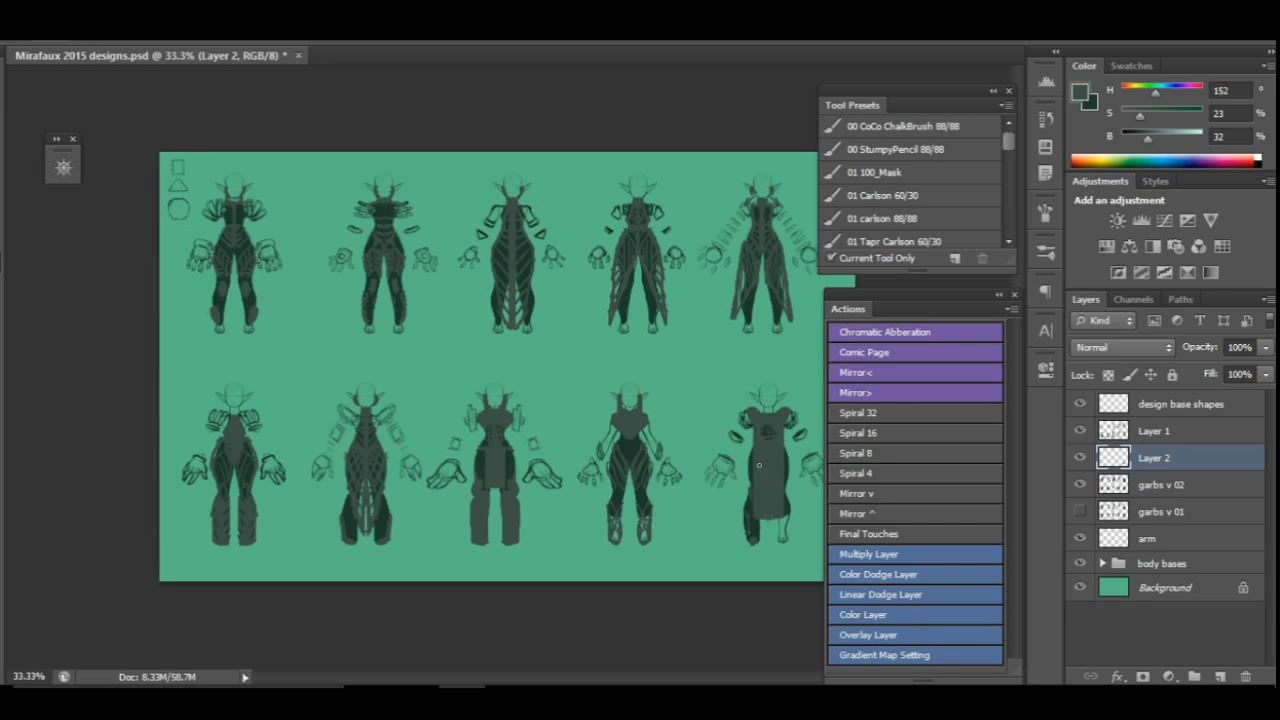 Mirafaux 2015 designs.psd @ 33.3% (Layer 2, RGB/8) *
Tool Presets
00 CoCo ChalkBrush 88/88
00 StumpyPencil 88/88
01 100_Mask
01 Carlson 60/30
01 carlson 88/88
01 Tapr Carlson 60/30
Current Tool Only
Actions
Chromatic Abberation
Comic Page
Mirror<
Mirror>
Spiral 32
Spiral 16
Spiral 8
Spiral 4
Mirror v
Mirror ^
Final Touches
Multiply Layer
Color Dodge Layer
Linear Dodge Layer
Color Layer
Overlay Layer
Gradient Map Setting
Color Swatches
H 152 °
S 23 %
B 32 %
Adjustments Styles
Add an adjustment
Layers Channels Paths
Kind
Normal Opacity: 100%
Lock: Fill: 100%
design base shapes
Layer 1
Layer 2
garbs v 02
garbs v 01
arm
body bases
Background
33.33% Doc: 8.33M/58.7M